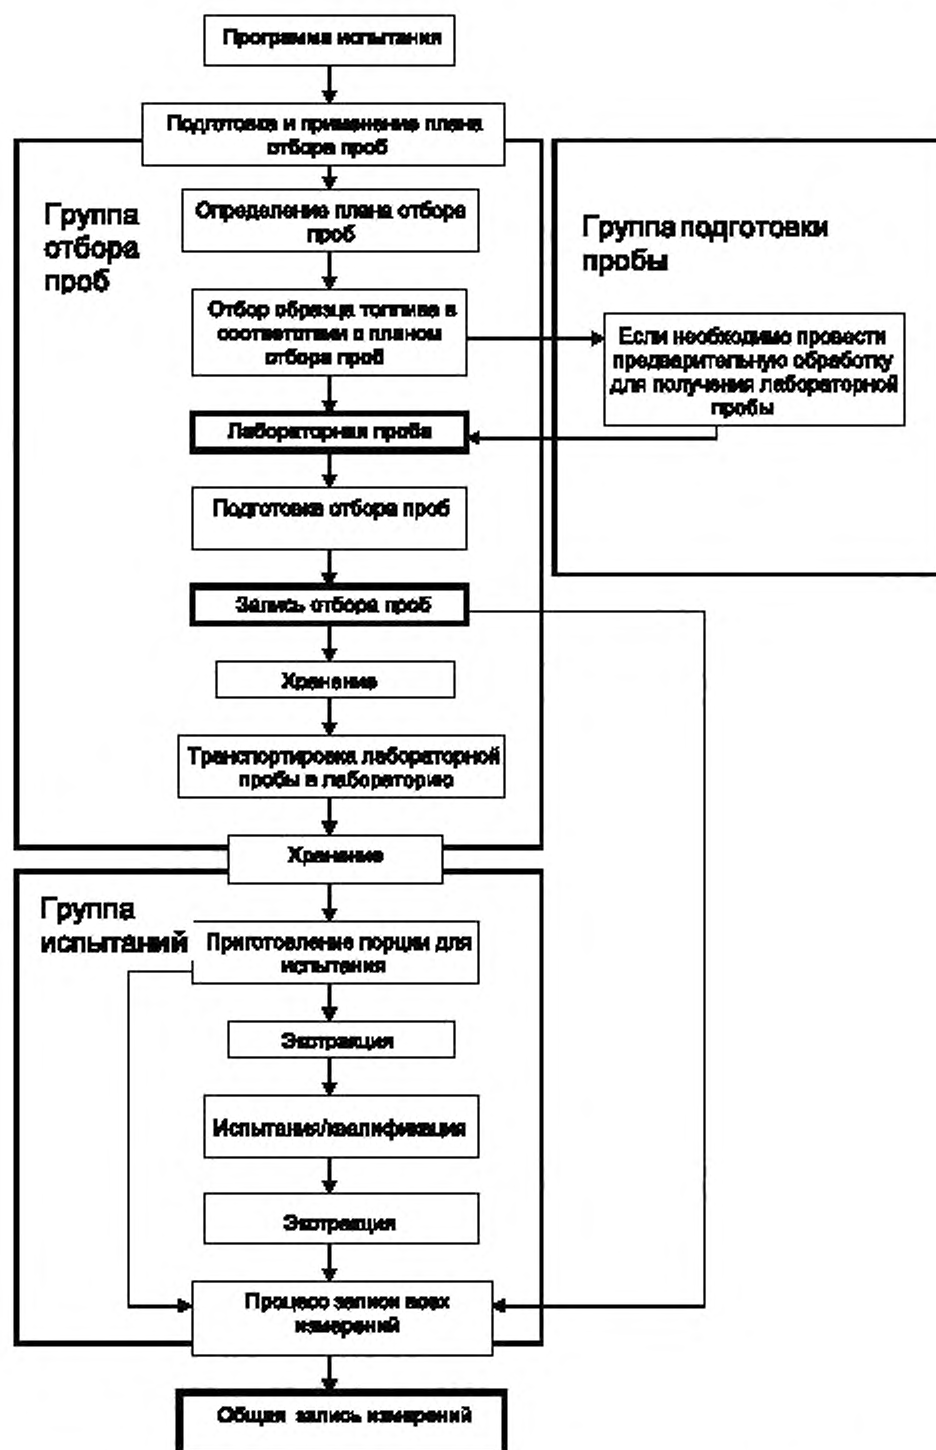 Программа испытания
Подготовка и применение плана
отбора проб
Группа
отбора
проб
Определение плана отбора
проб
Группа подготовки
пробы
Отбор образца топлива в
соответствии с планом
отбора проб
Если необходимо провести
предварительную обработку
для получения лабораторной
пробы
Лабораторная проба
Подготовка отбора проб
Запись отбора проб
Хранение
Транспортировка лабораторной
пробы в лабораторию
Хранение
Группа
испытаний
Приготовление порции для
испытания
Экстракция
Испытания/квалификация
Экстракция
Процесс записи всех
измерений
Общая запись измерений